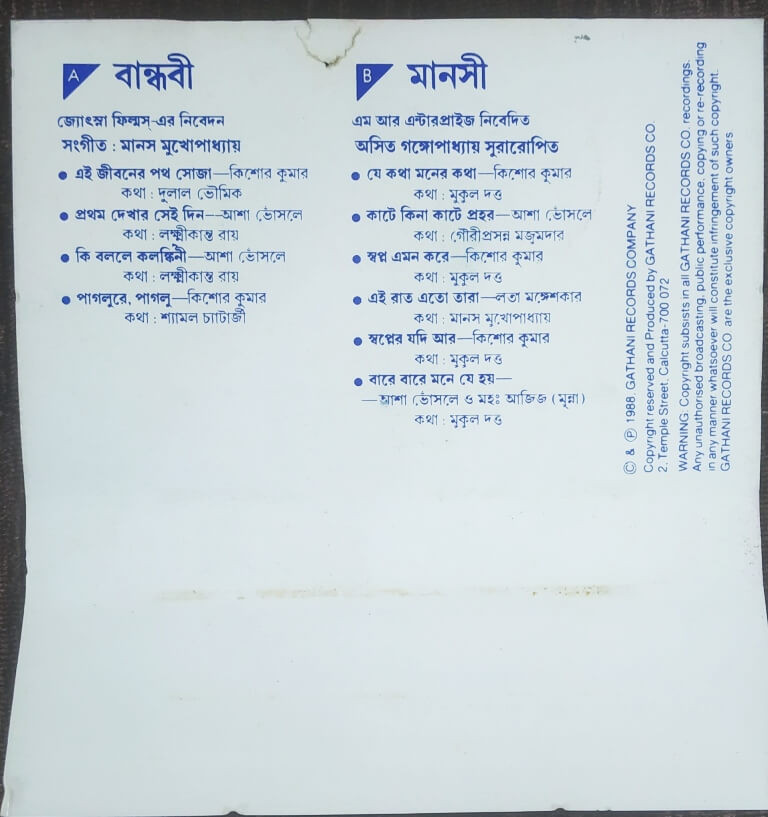 A বান্ধবী
জ্যোৎস্না ফিল্মস্-এর নিবেদন
সংগীত : মানস মুখোপাধ্যায়
● এই জীবনের পথ সোজা—কিশোর কুমার
কথা : দুলাল ভৌমিক
● প্রথম দেখার সেই দিন—আশা ভোঁসলে
কথা : লক্ষ্মীকান্ত রায়
● কি বললে কলঙ্কিনী—আশা ভোঁসলে
কথা : লক্ষ্মীকান্ত রায়
● পাগলুরে, পাগলু—কিশোর কুমার
কথা : শ্যামল চ্যাটার্জী
B মানসী
এম আর এন্টারপ্রাইজ নিবেদিত
অসিত গঙ্গোপাধ্যায় সুরারোপিত
● যে কথা মনের কথা—কিশোর কুমার
কথা : মুকুল দত্ত
● কাটে কিনা কাটে প্রহর—আশা ভোঁসলে
কথা : গৌরীপ্রসন্ন মজুমদার
● স্বপ্ন এমন করে—কিশোর কুমার
কথা : মুকুল দত্ত
● এই রাত এতো তারা—লতা মঙ্গেশকার
কথা : মানস মুখোপাধ্যায়
● স্বপ্নের যদি আর—কিশোর কুমার
কথা : মুকুল দত্ত
● বারে বারে মনে যে হয়—
—আশা ভোঁসলে ও মহঃ আজিজ (মুন্না)
কথা : মুকুল দত্ত
© & ℗ 1988. GATHANI RECORDS COMPANY
Copyright reserved and Produced by GATHANI RECORDS CO.
2. Temple Street. Calcutta-700 072
WARNING : Copyright subsists in all GATHANI RECORDS CO. recordings.
Any unauthorised broadcasting, public performance, copying or re-recording
in any manner whatsoever will constitute infringement of such copyright.
GATHANI RECORDS CO. are the exclusive copyright owners.